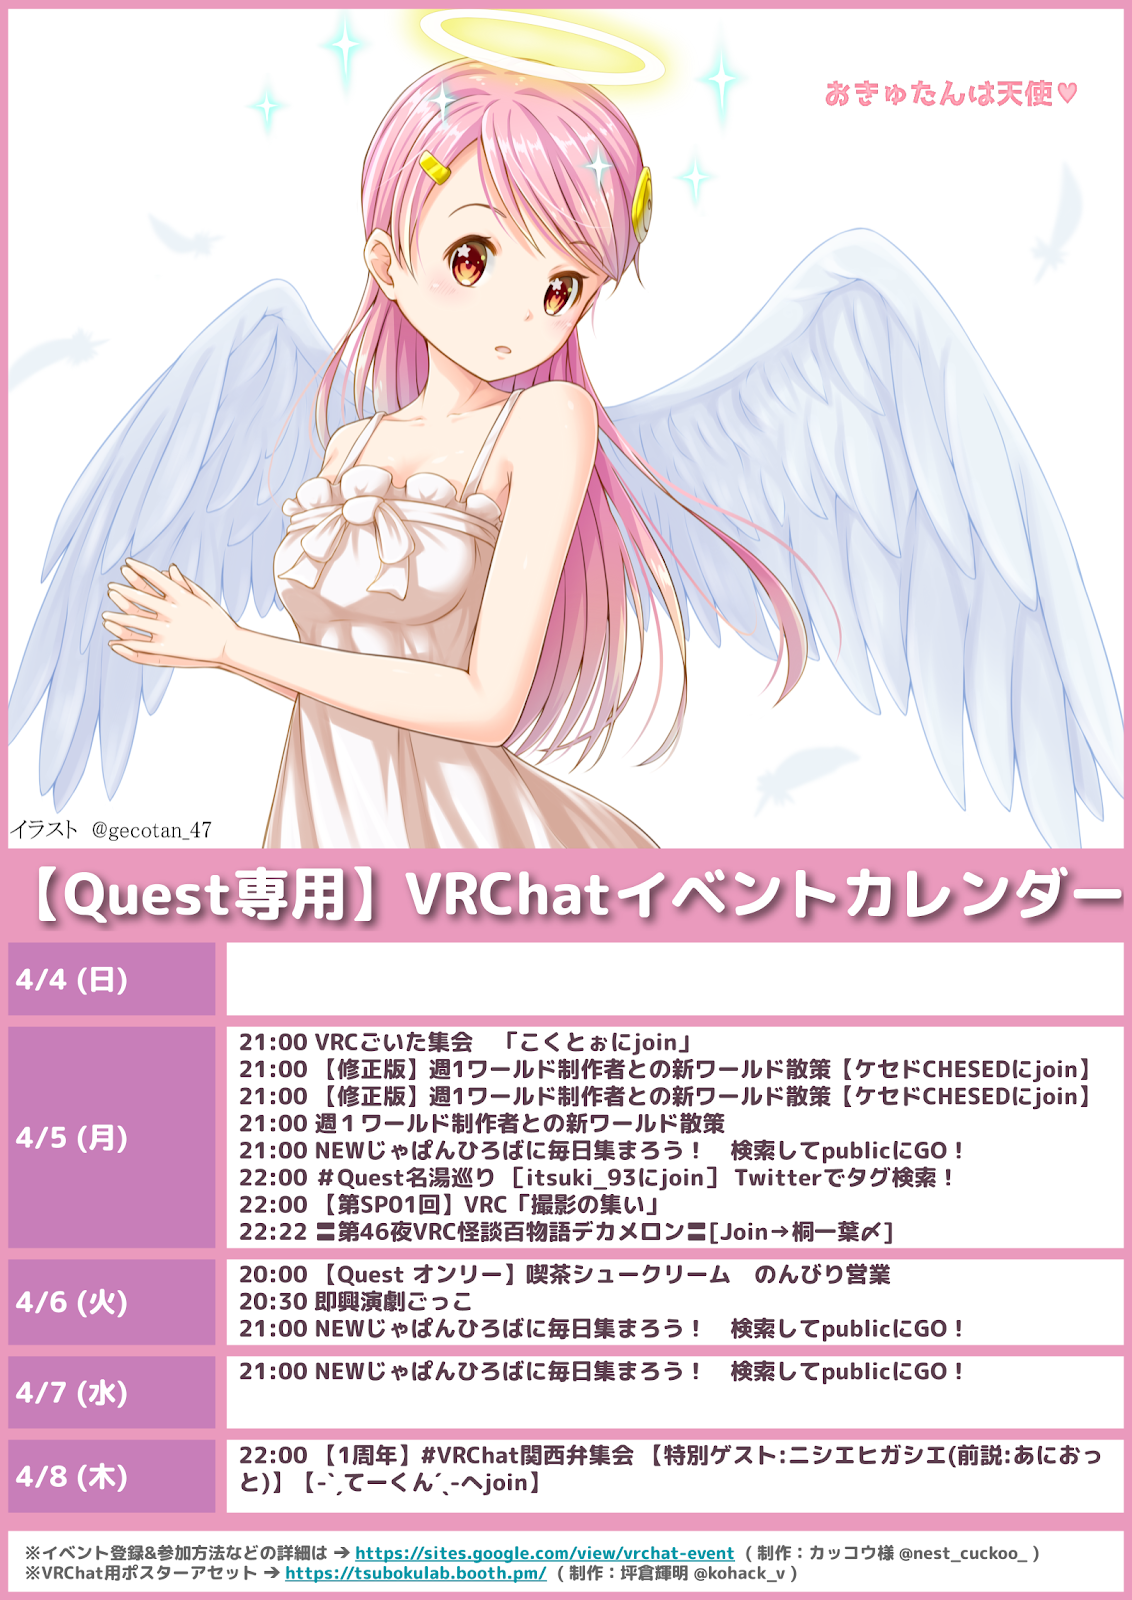 おきゅたんは天使♥
イラスト @gecotan_47
【Quest専用】VRChatイベントカレンダー
4/4 (日)
4/5 (月)
21:00 VRCごいた集会　「こくとぉにjoin」
21:00 【修正版】週1ワールド制作者との新ワールド散策【ケセドCHESEDにjoin】
21:00 【修正版】週1ワールド制作者との新ワールド散策【ケセドCHESEDにjoin】
21:00 週１ワールド制作者との新ワールド散策
21:00 NEWじゃぱんひろばに毎日集まろう！　検索してpublicにGO！
22:00 ＃Quest名湯巡り ［itsuki_93にjoin］ Twitterでタグ検索！
22:00 【第SP01回】VRC「撮影の集い」
22:22 〓第46夜VRC怪談百物語デカメロン〓[Join→桐一葉〆]
4/6 (火)
20:00 【Quest オンリー】喫茶シュークリーム　のんびり営業
20:30 即興演劇ごっこ
21:00 NEWじゃぱんひろばに毎日集まろう！　検索してpublicにGO！
4/7 (水)
21:00 NEWじゃぱんひろばに毎日集まろう！　検索してpublicにGO！
4/8 (木)
22:00 【1周年】#VRChat関西弁集会 【特別ゲスト:ニシエヒガシエ(前説:あにおっ
と)】【-ˋˏてーくんˊˎ-へjoin】
※イベント登録&参加方法などの詳細は → https://sites.google.com/view/vrchat-event ( 制作：カッコウ様 @nest_cuckoo_ )
※VRChat用ポスターアセット → https://tsubokulab.booth.pm/ ( 制作：坪倉輝明 @kohack_v )